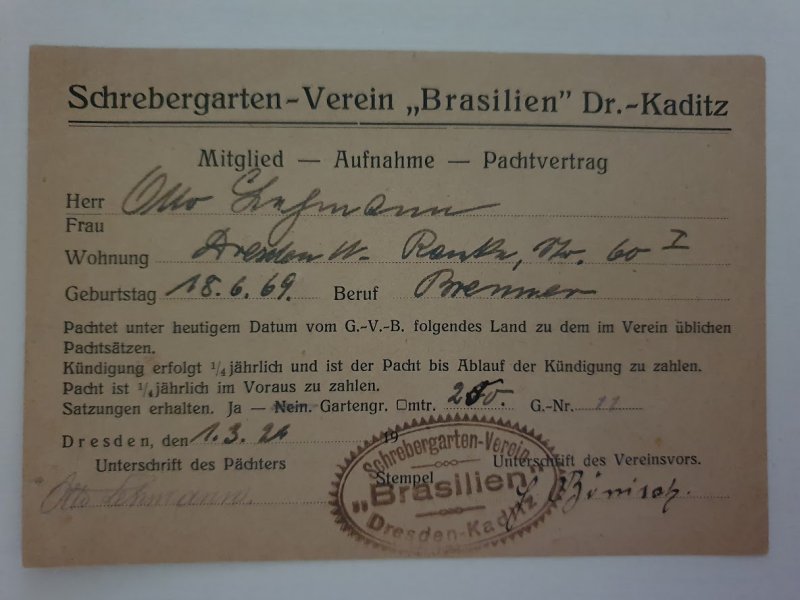 Schrebergarten-Verein „Brasilien" Dr.-Kaditz
Mitglied — Aufnahme — Pachtvertrag
Herr Otto Lehmann
Frau
Wohnung Dresden N. Rankestr. 60 I
Geburtstag 18.6.69. Beruf Brenner
Pachtet unter heutigem Datum vom G.-V.-B. folgendes Land zu dem im Verein üblichen
Pachtsätzen.
Kündigung erfolgt ¼ jährlich und ist der Pacht bis Ablauf der Kündigung zu zahlen.
Pacht ist ¼ jährlich im Voraus zu zahlen.
Satzungen erhalten. Ja — Nein. Gartengr. □mtr. 250. G.-Nr. 11
Dresden, den 1.3. 19
Unterschrift des Pächters Stempel Unterschrift des Vereinsvors.
Otto Lehmann. Bönisch.
Schrebergarten-Verein
„Brasilien"
Dresden-Kaditz